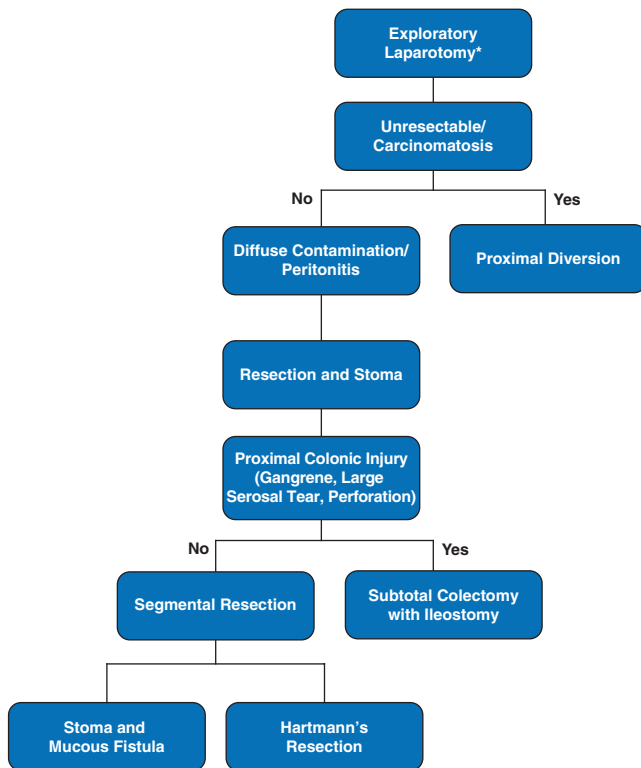 Exploratory
Laparotomy*
Unresectable/
Carcinomatosis
No
Yes
Diffuse Contamination/
Peritonitis
Proximal Diversion
Resection and Stoma
Proximal Colonic Injury
(Gangrene, Large
Serosal Tear, Perforation)
No
Yes
Segmental Resection
Subtotal Colectomy
with Ileostomy
Stoma and
Mucous Fistula
Hartmann’s
Resection